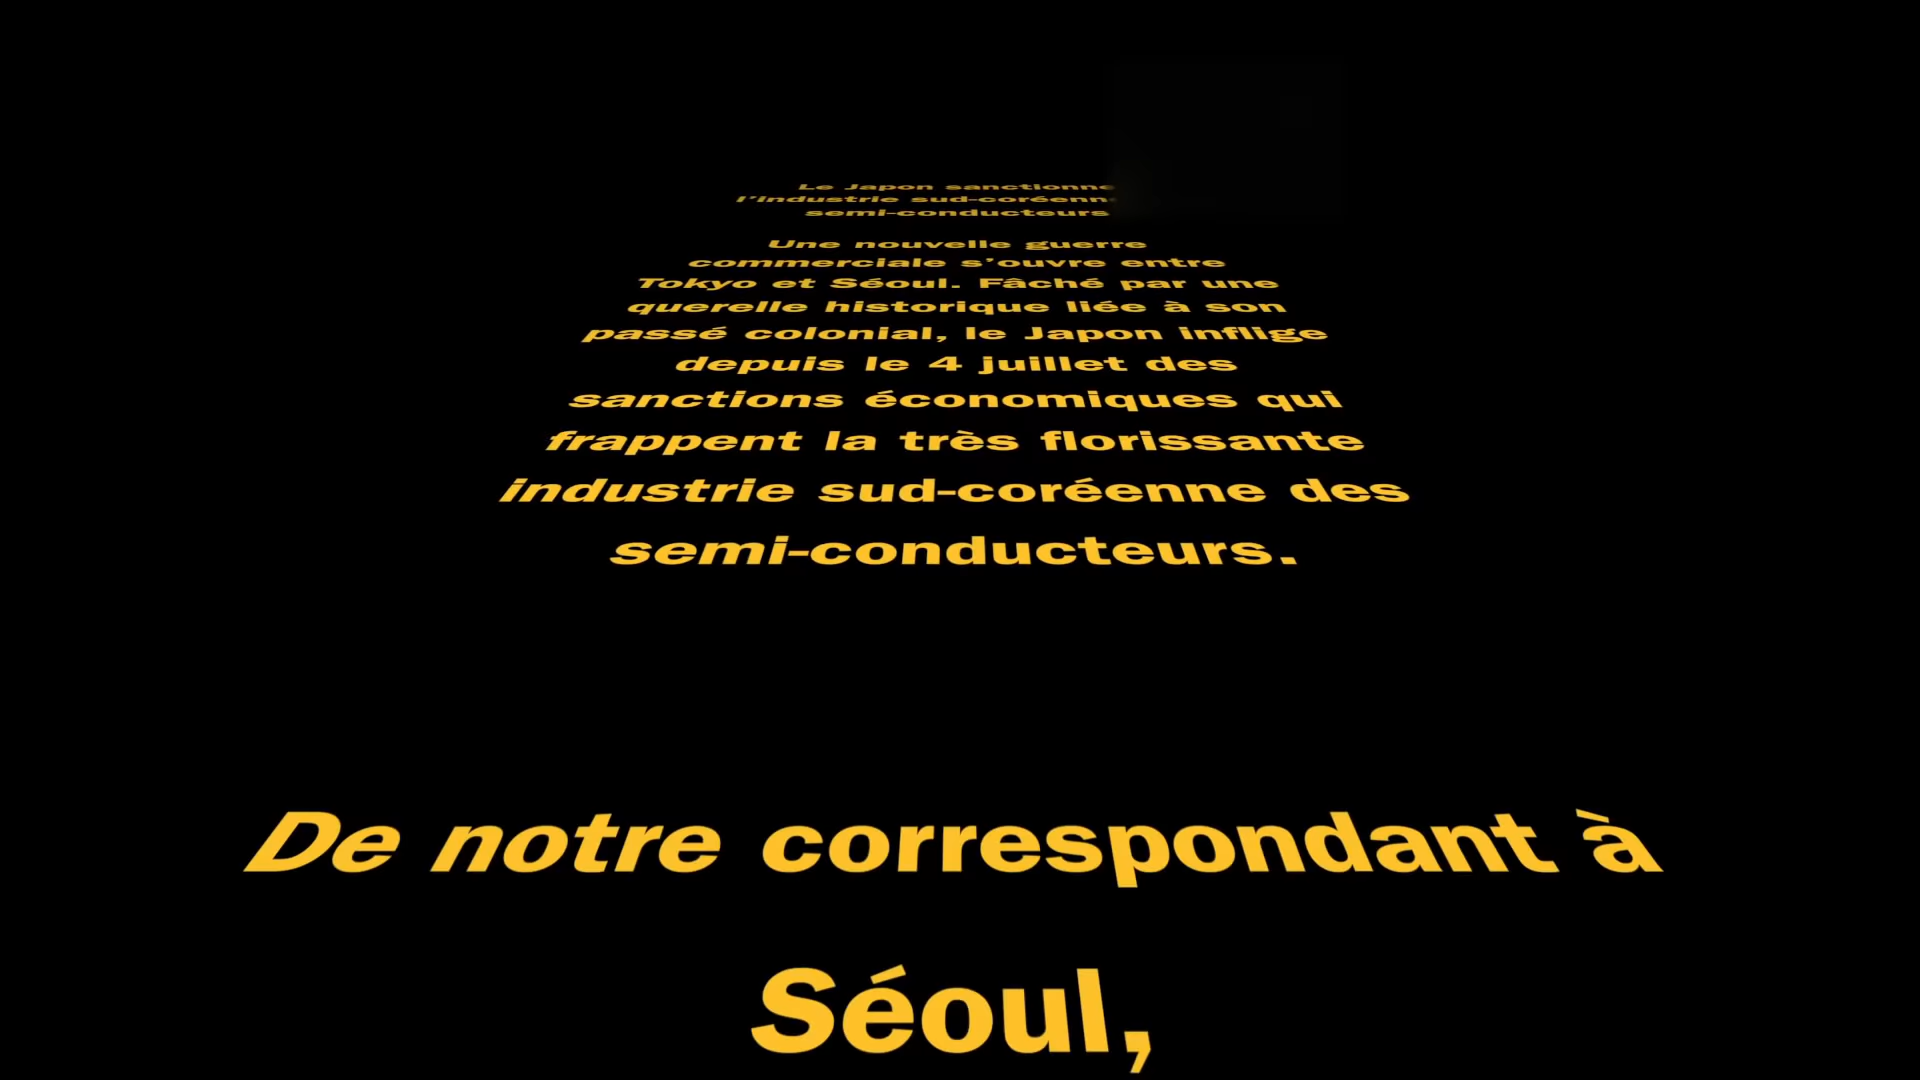 Le Japon sanctionne
l'industrie sud-coréenne
semi-conducteurs
Une nouvelle guerre
commerciale s'ouvre entre
Tokyo et Séoul. Fâché par une
querelle historique liée à son
passé colonial, le Japon inflige
depuis le 4 juillet des
sanctions économiques qui
frappent la très florissante
industrie sud-coréenne des
semi-conducteurs.
De notre correspondant à
Séoul,